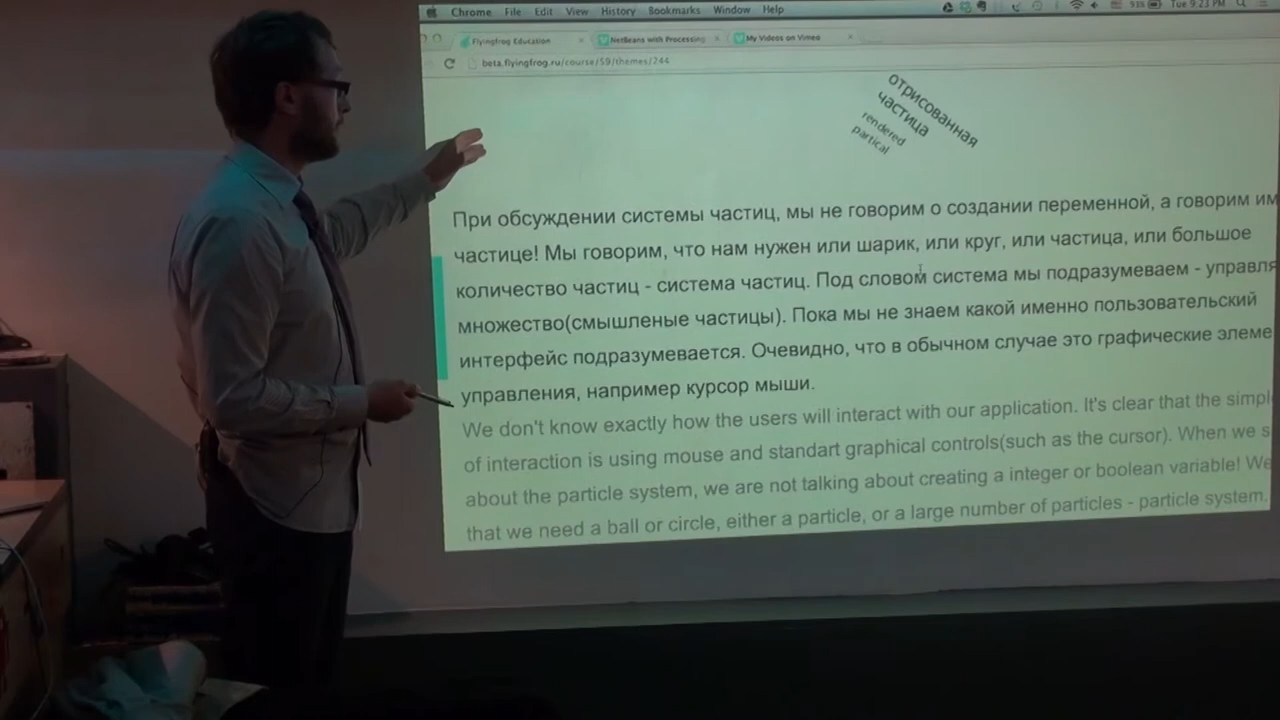 Chrome File Edit View History Bookmarks Window Help 93% Tue 9:23 PM
Flyingfrog Education NetBeans with Processing My Videos on Vimeo
beta.flyingfrog.ru/course/59/themes/244
отрисованная
частица
rendered
partical
При обсуждении системы частиц, мы не говорим о создании переменной, а говорим им
частице! Мы говорим, что нам нужен или шарик, или круг, или частица, или большое
количество частиц - система частиц. Под словом система мы подразумеваем - управля
множество(смышленые частицы). Пока мы не знаем какой именно пользовательский
интерфейс подразумевается. Очевидно, что в обычном случае это графические элеме
управления, например курсор мыши.
We don't know exactly how the users will interact with our application. It's clear that the simpl
of interaction is using mouse and standart graphical controls(such as the cursor). When we s
about the particle system, we are not talking about creating a integer or boolean variable! We
that we need a ball or circle, either a particle, or a large number of particles - particle system.